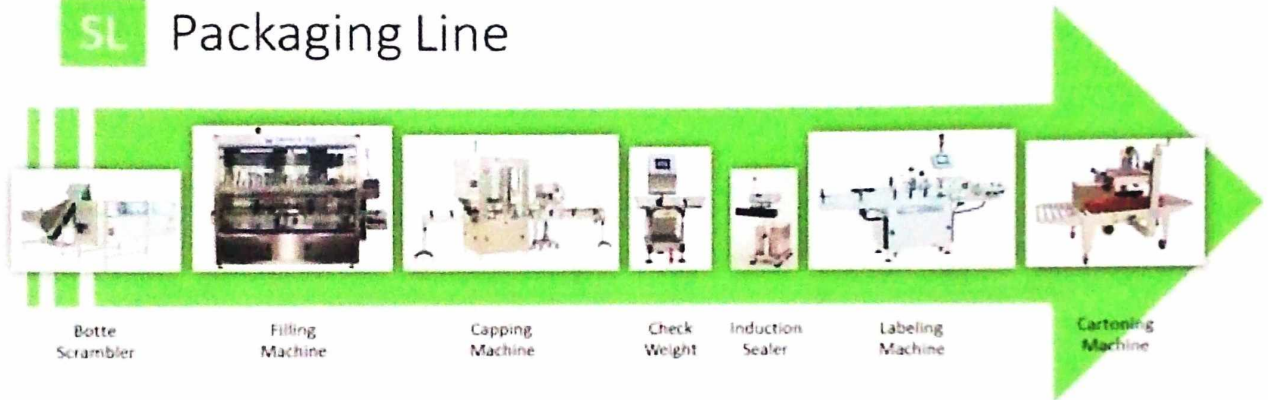 SL Packaging Line
Botte
Scrambler
Filling
Machine
Capping
Machine
Check
Weight
Induction
Sealer
Labeling
Machine
Cartoning
Machine